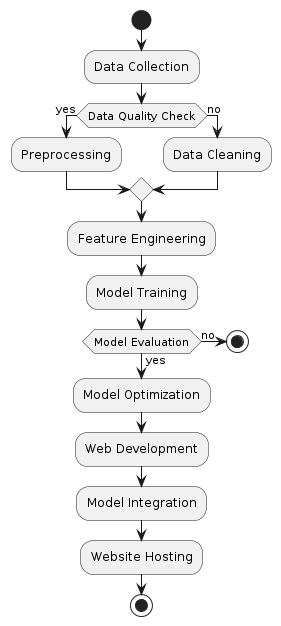 Data Collection
yes
Data Quality Check
no
Preprocessing
Data Cleaning
Feature Engineering
Model Training
Model Evaluation
no
yes
Model Optimization
Web Development
Model Integration
Website Hosting